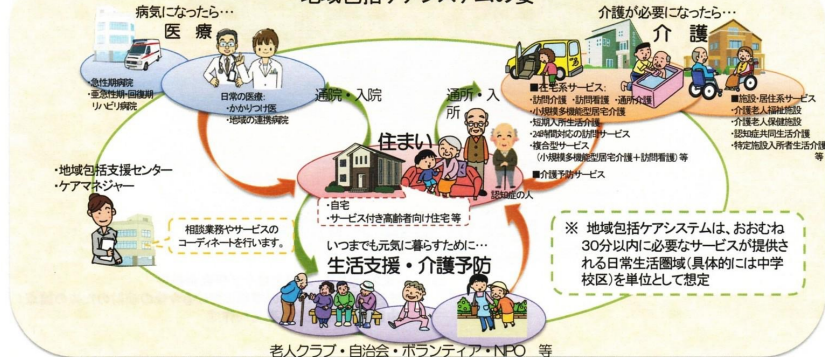 病気になったら…
医 療
介護が必要になったら…
介 護
・急性期病院
・亜急性期・回復期
リハビリ病院
日常の医療:
・かかりつけ医
・地域の連携病院
通院・入院
通所・入
所
■在宅系サービス:
・訪問介護・訪問看護・通所介護
・小規模多機能型居宅介護
・短期入所生活介護
・24時間対応の訪問サービス
・複合型サービス
(小規模多機能型居宅介護+訪問看護)等
■介護予防サービス
■施設・居住系サービス
・介護老人福祉施設
・介護老人保健施設
・認知症共同生活介護
・特定施設入所者生活介護
等
住まい
認知症の人
・自宅
・サービス付き高齢者向け住宅等
・地域包括支援センター
・ケアマネジャー
相談業務やサービスの
コーディネートを行います。
いつまでも元気に暮らすために…
生活支援・介護予防
老人クラブ・自治会・ボランティア・NPO 等
※ 地域包括ケアシステムは、おおむね
30分以内に必要なサービスが提供さ
れる日常生活圏域(具体的には中学
校区)を単位として想定